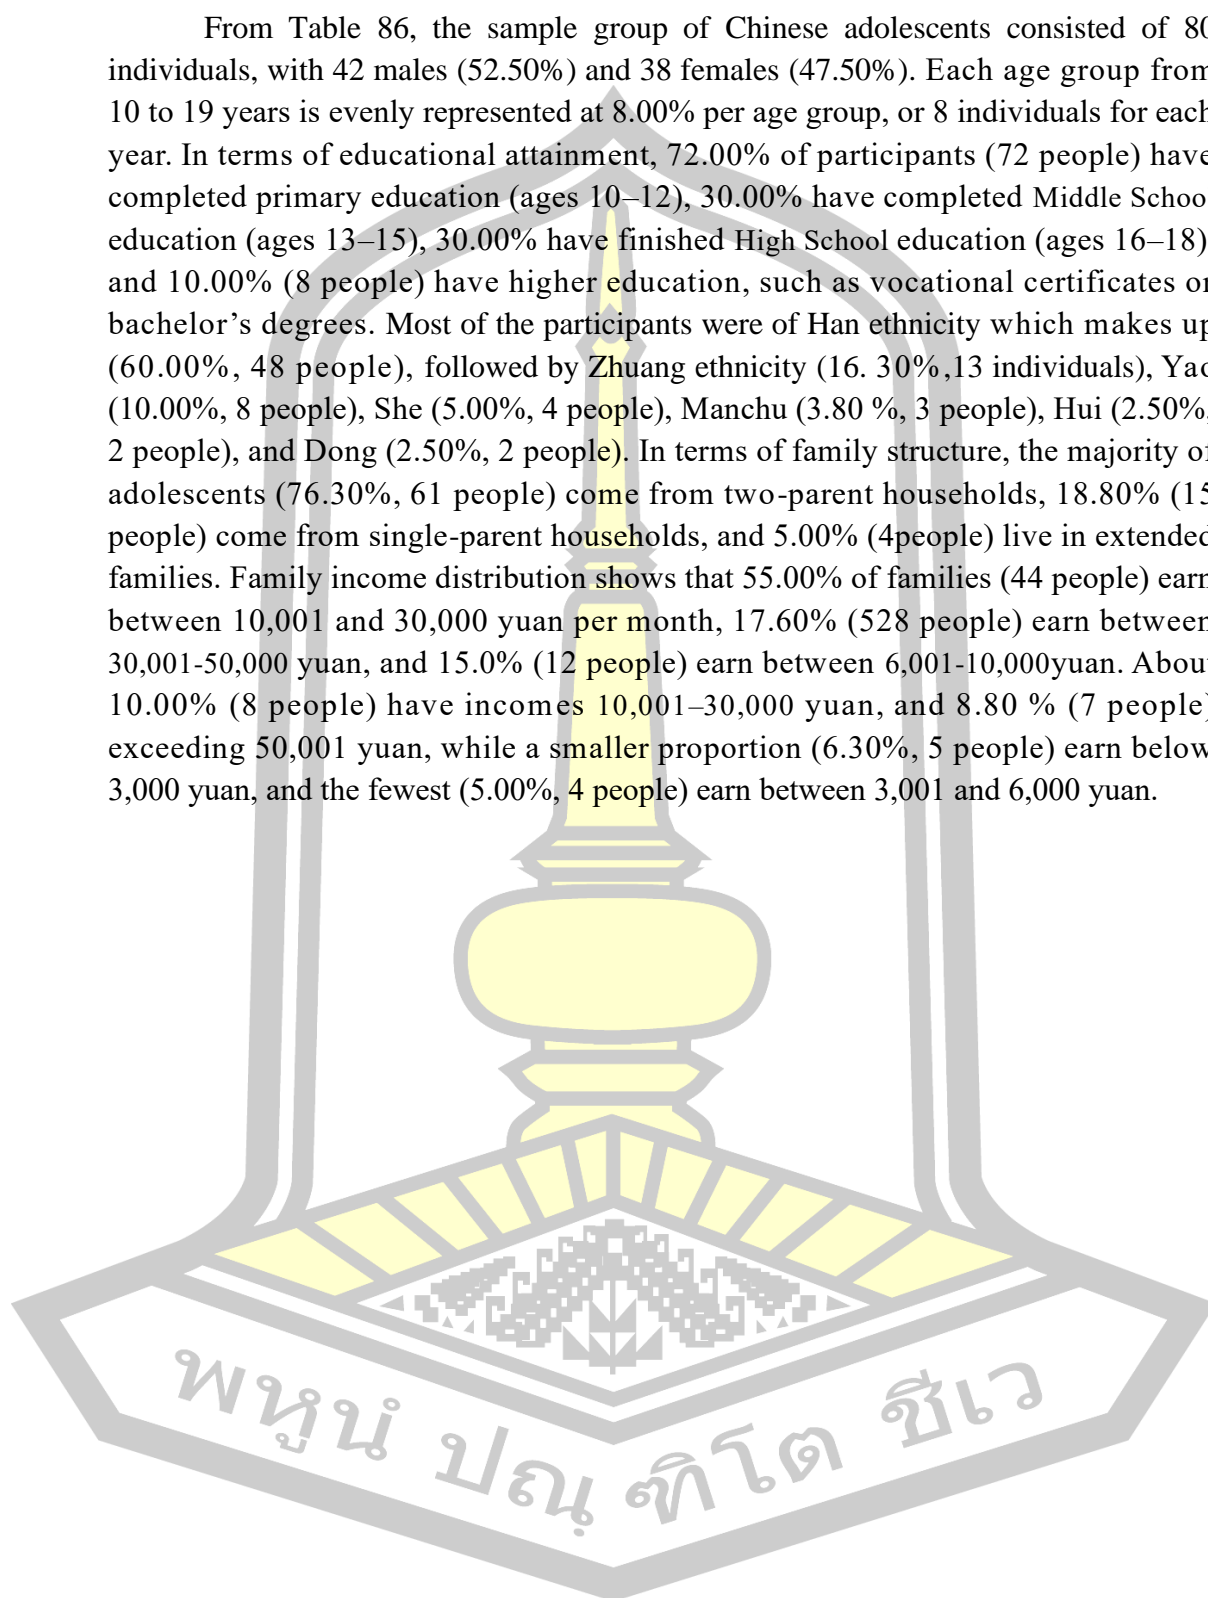 From Table 86, the sample group of Chinese adolescents consisted of 80
individuals, with 42 males (52.50%) and 38 females (47.50%). Each age group from
10 to 19 years is evenly represented at 8.00% per age group, or 8 individuals for each
year. In terms of educational attainment, 72.00% of participants (72 people) have
completed primary education (ages 10–12), 30.00% have completed Middle Schoo
education (ages 13–15), 30.00% have finished High School education (ages 16–18)
and 10.00% (8 people) have higher education, such as vocational certificates or
bachelor’s degrees. Most of the participants were of Han ethnicity which makes up
(60.00%, 48 people), followed by Zhuang ethnicity (16. 30%,13 individuals), Yao
(10.00%, 8 people), She (5.00%, 4 people), Manchu (3.80 %, 3 people), Hui (2.50%,
2 people), and Dong (2.50%, 2 people). In terms of family structure, the majority of
adolescents (76.30%, 61 people) come from two-parent households, 18.80% (15
people) come from single-parent households, and 5.00% (4people) live in extended
families. Family income distribution shows that 55.00% of families (44 people) earn
between 10,001 and 30,000 yuan per month, 17.60% (528 people) earn between
30,001-50,000 yuan, and 15.0% (12 people) earn between 6,001-10,000yuan. About
10.00% (8 people) have incomes 10,001–30,000 yuan, and 8.80 % (7 people)
exceeding 50,001 yuan, while a smaller proportion (6.30%, 5 people) earn below
3,000 yuan, and the fewest (5.00%, 4 people) earn between 3,001 and 6,000 yuan.
พหูนํ ปณฺฑิโต ชีเว